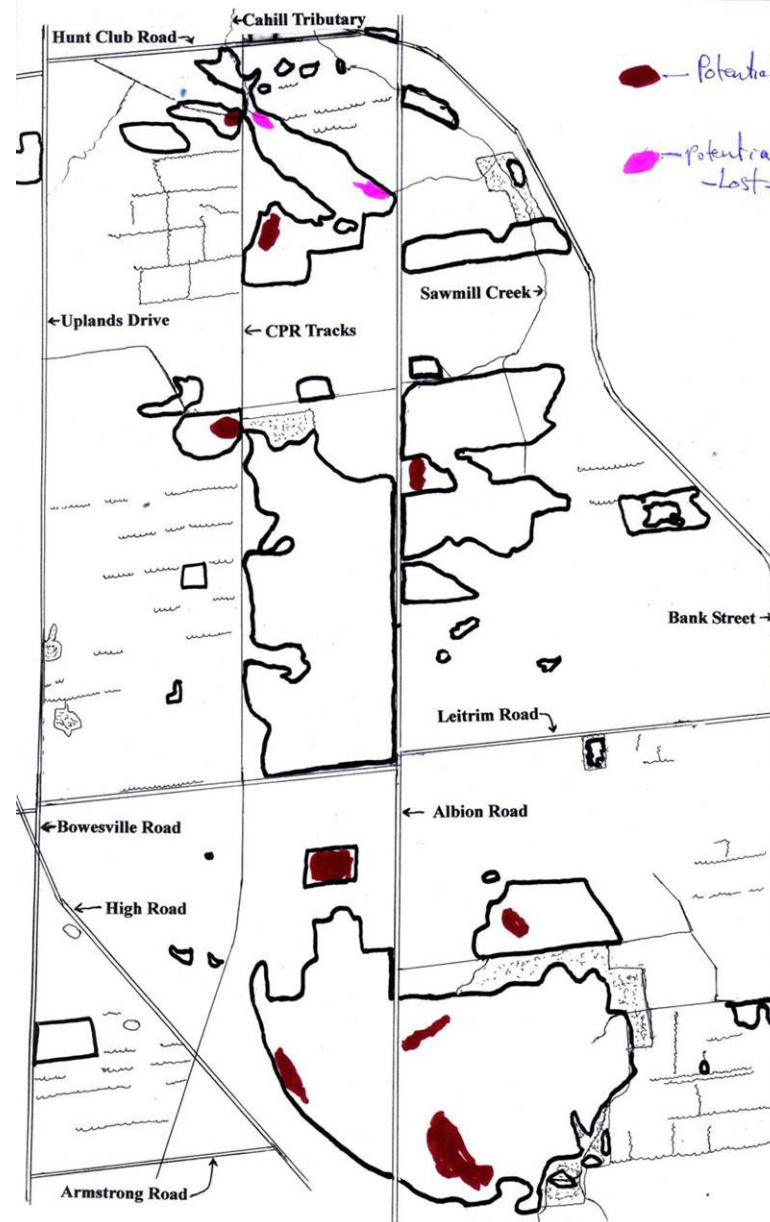 ←Cahill Tributary
Hunt Club Road
— Potentia
— potentia
-Lost-
Sawmill Creek→
←Uplands Drive
←CPR Tracks
Bank Street→
Leitrim Road
←Albion Road
←Bowesville Road
←High Road
Armstrong Road